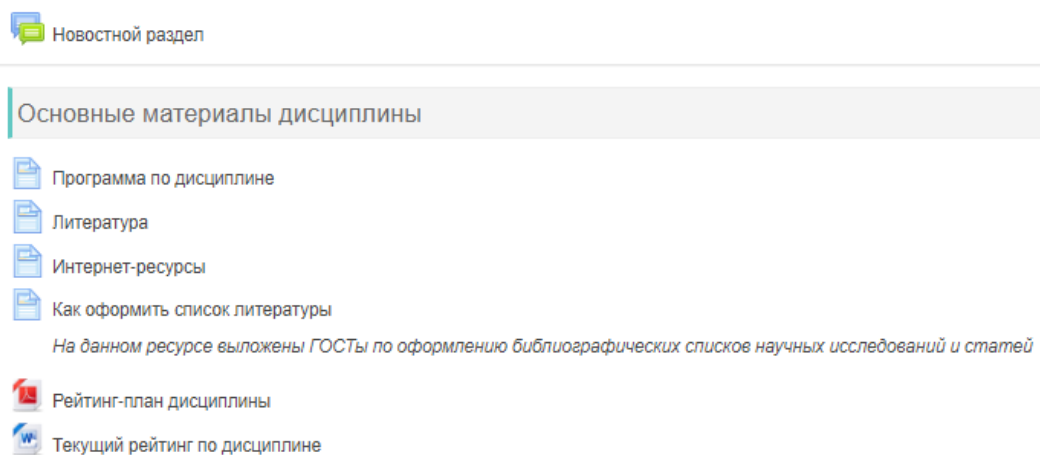 Новостной раздел
Основные материалы дисциплины
Программа по дисциплине
Литература
Интернет-ресурсы
Как оформить список литературы
На данном ресурсе выложены ГОСТы по оформлению библиографических списков научных исследований и статей
Рейтинг-план дисциплины
Текущий рейтинг по дисциплине